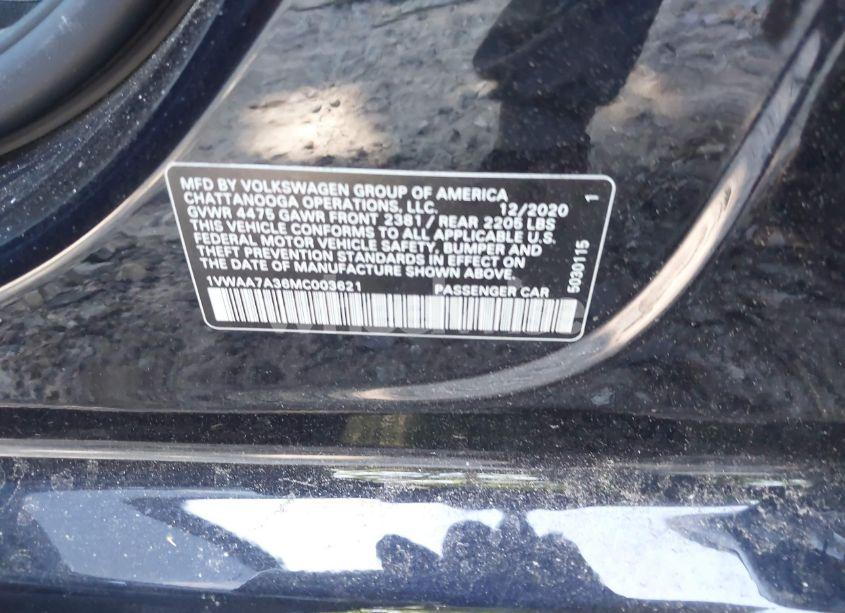 MFD BY VOLKSWAGEN GROUP OF AMERICA
CHATTANOOGA OPERATIONS, LLC. 12/2020
GVWR 4475 GAWR FRONT 2381 / REAR 2205 LBS
THIS VEHICLE CONFORMS TO ALL APPLICABLE U.S.
FEDERAL MOTOR VEHICLE SAFETY, BUMPER AND
THEFT PREVENTION STANDARDS IN EFFECT ON
THE DATE OF MANUFACTURE SHOWN ABOVE.
1VWAA7A36MC003621 PASSENGER CAR
5030115 1